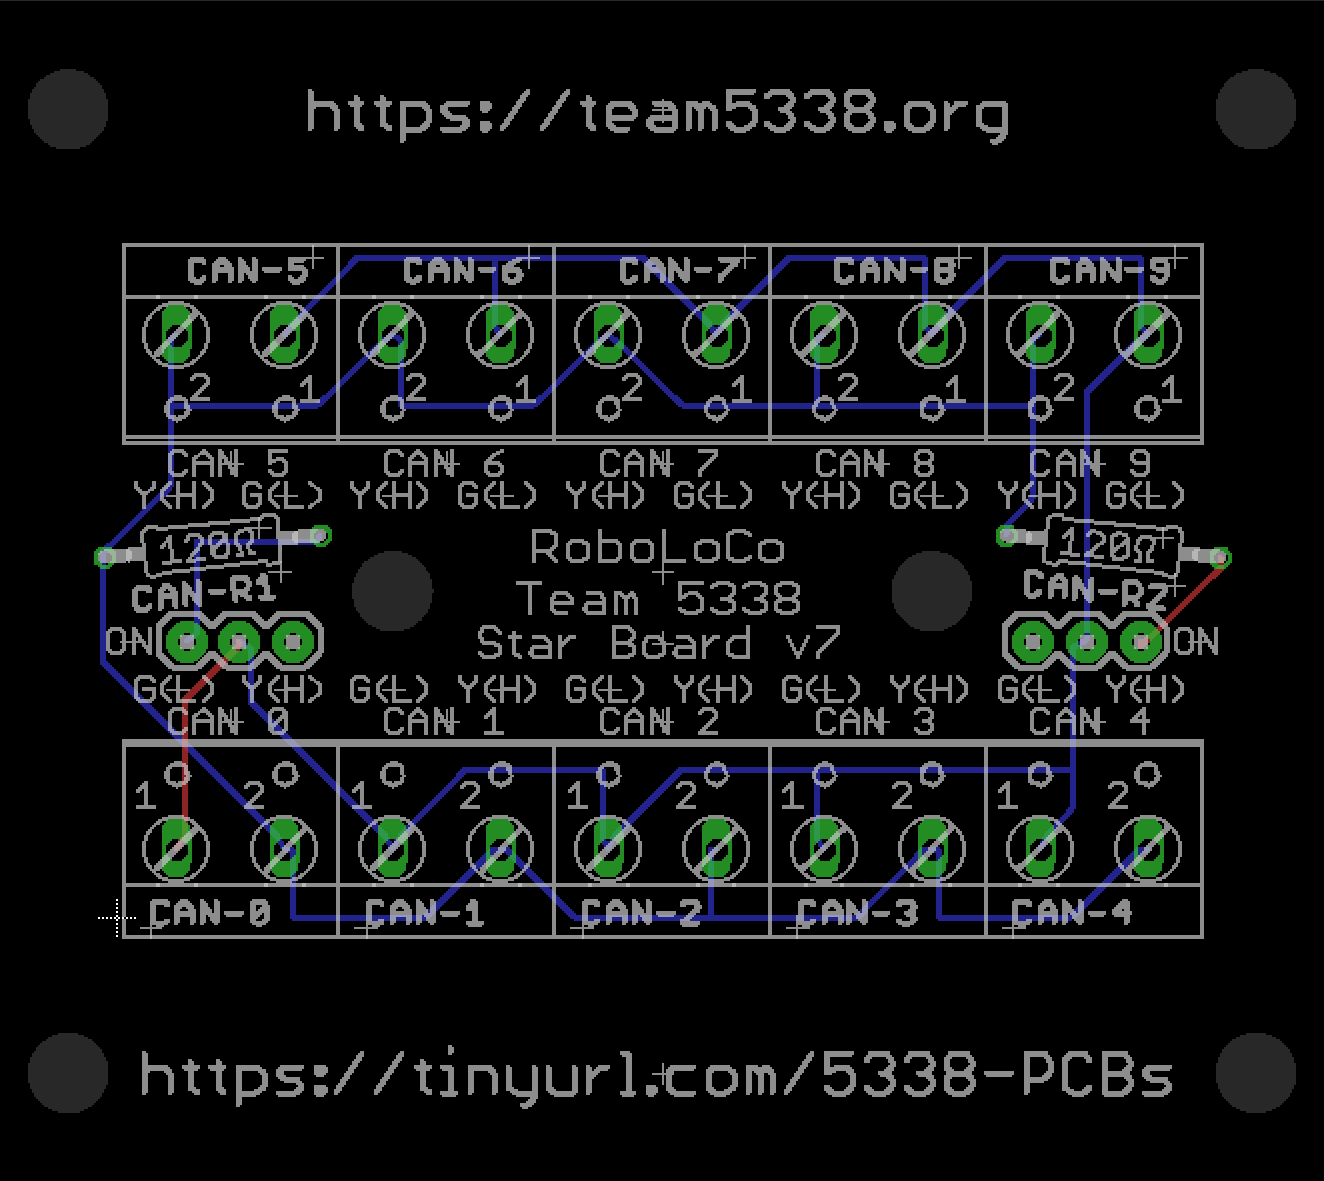 https://team5338.org
CAN-5 CAN-6 CAN-7 CAN-8 CAN-9
2 1 2 1 2 1 2 1 2 1
CAN 5 CAN 6 CAN 7 CAN 8 CAN 9
Y(H) G(L) Y(H) G(L) Y(H) G(L) Y(H) G(L) Y(H) G(L)
120Ω RoboLoCo 120Ω
CAN-R1 Team 5338 CAN-R2
ON Star Board v7 ON
G(L) Y(H) G(L) Y(H) G(L) Y(H) G(L) Y(H) G(L) Y(H)
CAN 0 CAN 1 CAN 2 CAN 3 CAN 4
1 2 1 2 1 2 1 2 1 2
CAN-0 CAN-1 CAN-2 CAN-3 CAN-4
https://tinyurl.com/5338-PCBs